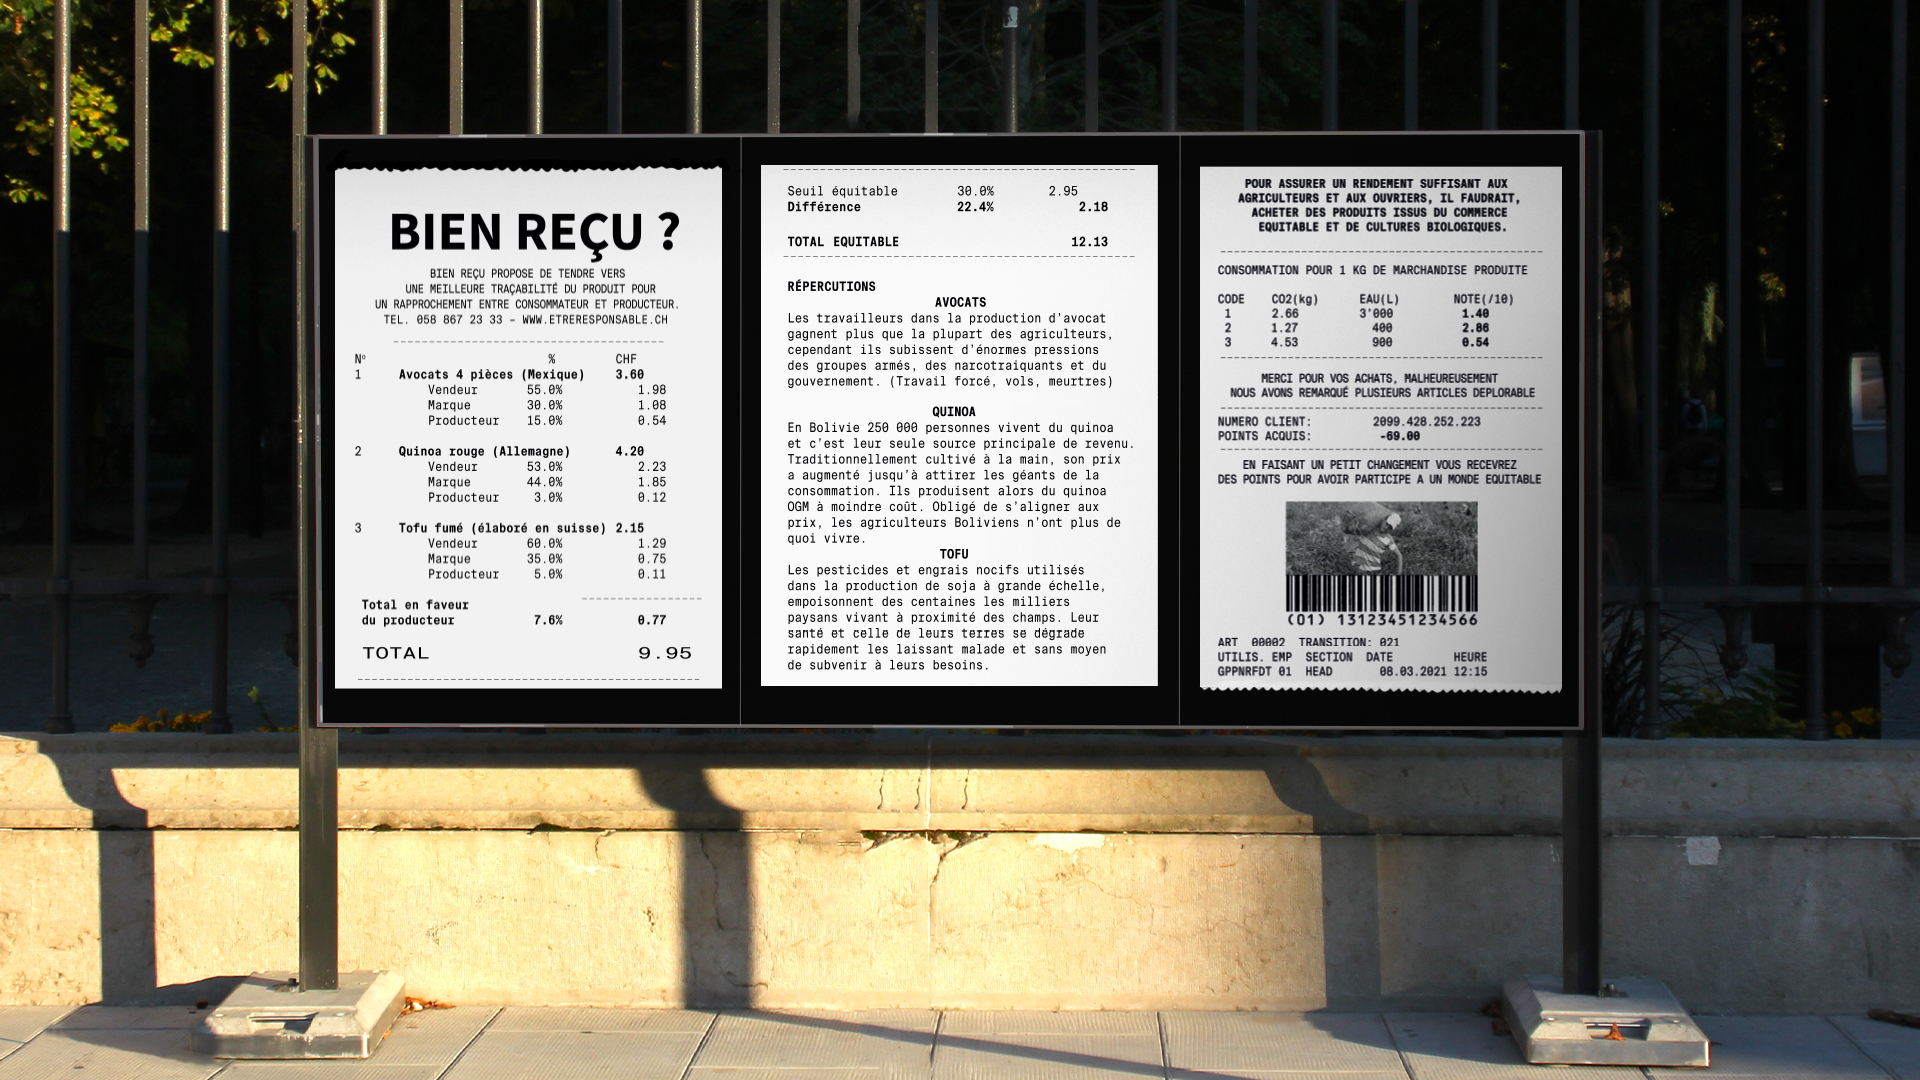 BIEN REÇU ?
BIEN REÇU PROPOSE DE TENDRE VERS
UNE MEILLEURE TRAÇABILITÉ DU PRODUIT POUR
UN RAPPROCHEMENT ENTRE CONSOMMATEUR ET PRODUCTEUR.
TEL. 058 867 23 33 – WWW.ETRERESPONSABLE.CH
Nº % CHF
1 Avocats 4 pièces (Mexique) 3.60
Vendeur 55.0% 1.98
Marque 30.0% 1.08
Producteur 15.0% 0.54
2 Quinoa rouge (Allemagne) 4.20
Vendeur 53.0% 2.23
Marque 44.0% 1.85
Producteur 3.0% 0.12
3 Tofu fumé (élaboré en suisse) 2.15
Vendeur 60.0% 1.29
Marque 35.0% 0.75
Producteur 5.0% 0.11
Total en faveur
du producteur 7.6% 0.77
TOTAL 9.95
Seuil équitable 30.0% 2.95
Différence 22.4% 2.18
TOTAL EQUITABLE 12.13
RÉPERCUTIONS
AVOCATS
Les travailleurs dans la production d'avocat
gagnent plus que la plupart des agriculteurs,
cependant ils subissent d'énormes pressions
des groupes armés, des narcotraiquants et du
gouvernement. (Travail forcé, vols, meurtres)
QUINOA
En Bolivie 250 000 personnes vivent du quinoa
et c'est leur seule source principale de revenu.
Traditionnellement cultivé à la main, son prix
a augmenté jusqu'à attirer les géants de la
consommation. Ils produisent alors du quinoa
OGM à moindre coût. Obligé de s'aligner aux
prix, les agriculteurs Boliviens n'ont plus de
quoi vivre.
TOFU
Les pesticides et engrais nocifs utilisés
dans la production de soja à grande échelle,
empoisonnent des centaines les milliers
paysans vivant à proximité des champs. Leur
santé et celle de leurs terres se dégrade
rapidement les laissant malade et sans moyen
de subvenir à leurs besoins.
POUR ASSURER UN RENDEMENT SUFFISANT AUX
AGRICULTEURS ET AUX OUVRIERS, IL FAUDRAIT,
ACHETER DES PRODUITS ISSUS DU COMMERCE
EQUITABLE ET DE CULTURES BIOLOGIQUES.
CONSOMMATION POUR 1 KG DE MARCHANDISE PRODUITE
CODE CO2(kg) EAU(L) NOTE(/10)
1 2.66 3'000 1.40
2 1.27 400 2.86
3 4.53 900 0.54
MERCI POUR VOS ACHATS, MALHEUREUSEMENT
NOUS AVONS REMARQUÉ PLUSIEURS ARTICLES DEPLORABLE
NUMERO CLIENT: 2099.428.252.223
POINTS ACQUIS: -69.00
EN FAISANT UN PETIT CHANGEMENT VOUS RECEVREZ
DES POINTS POUR AVOIR PARTICIPE A UN MONDE EQUITABLE
(01) 13123451234566
ART 00002 TRANSITION: 021
UTILIS. EMP SECTION DATE HEURE
GPPNRFDT 01 HEAD 08.03.2021 12:15